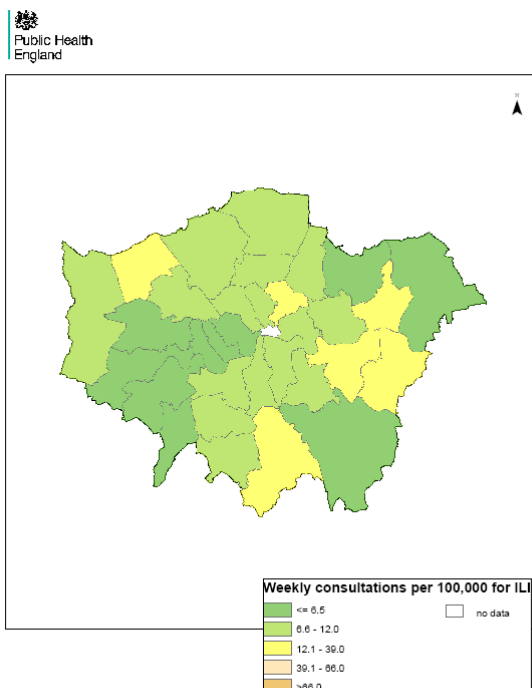 Public Health
England
N
Weekly consultations per 100,000 for ILI
<= 6.5
no data
6.6 - 12.0
12.1 - 39.0
39.1 - 66.0
>66.0